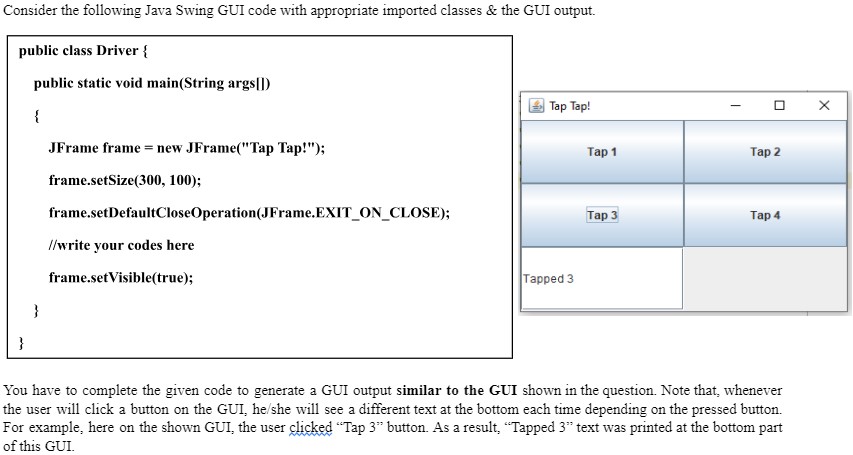 Consider the following Java Swing GUI code with appropriate imported classes & the GUI output.
public class Driver {
public static void main(String args[])
{
JFrame frame = new JFrame("Tap Tap!");
frame.setSize(300, 100);
frame.setDefaultCloseOperation(JFrame.EXIT_ON_CLOSE);
//write your codes here
frame.setVisible(true);
}
}
Tap Tap!
Tap 1
Tap 2
Tap 3
Tap 4
Tapped 3
You have to complete the given code to generate a GUI output similar to the GUI shown in the question. Note that, whenever
the user will click a button on the GUI, he/she will see a different text at the bottom each time depending on the pressed button.
For example, here on the shown GUI, the user clicked “Tap 3” button. As a result, “Tapped 3” text was printed at the bottom part
of this GUI.